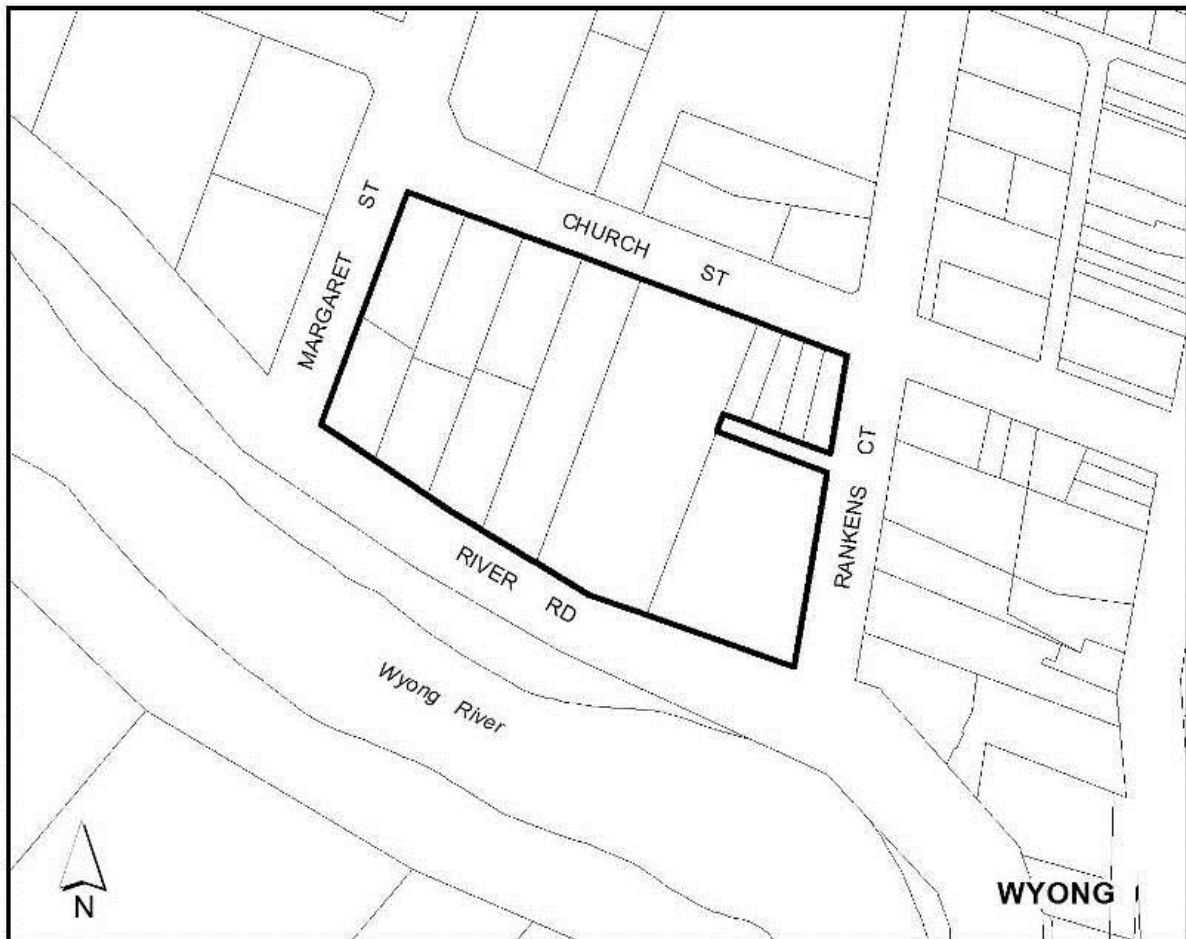 CHURCH ST
MARGARET ST
RANKENS CT
RIVER RD
Wyong River
N
WYONG